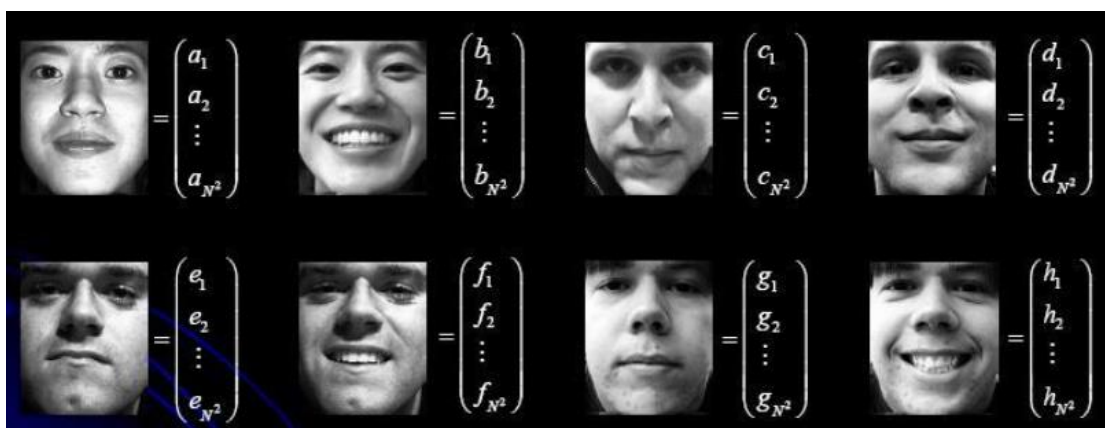 = ( a₁ a₂ ⋮ a_N² )
= ( b₁ b₂ ⋮ b_N² )
= ( c₁ c₂ ⋮ c_N² )
= ( d₁ d₂ ⋮ d_N² )
= ( e₁ e₂ ⋮ e_N² )
= ( f₁ f₂ ⋮ f_N² )
= ( g₁ g₂ ⋮ g_N² )
= ( h₁ h₂ ⋮ h_N² )